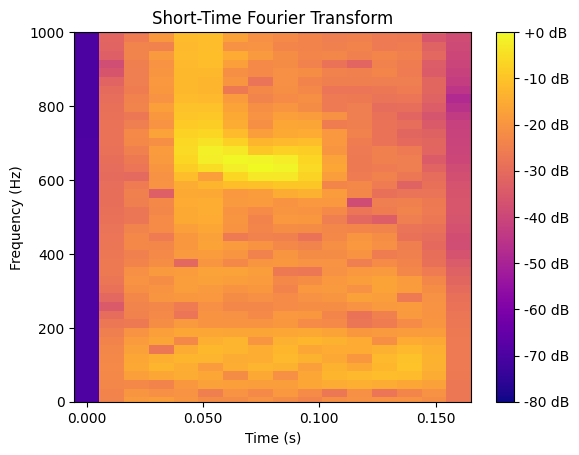 Short-Time Fourier Transform
1000
800
600
400
200
0
Frequency (Hz)
0.000
0.050
0.100
0.150
Time (s)
+0 dB
-10 dB
-20 dB
-30 dB
-40 dB
-50 dB
-60 dB
-70 dB
-80 dB